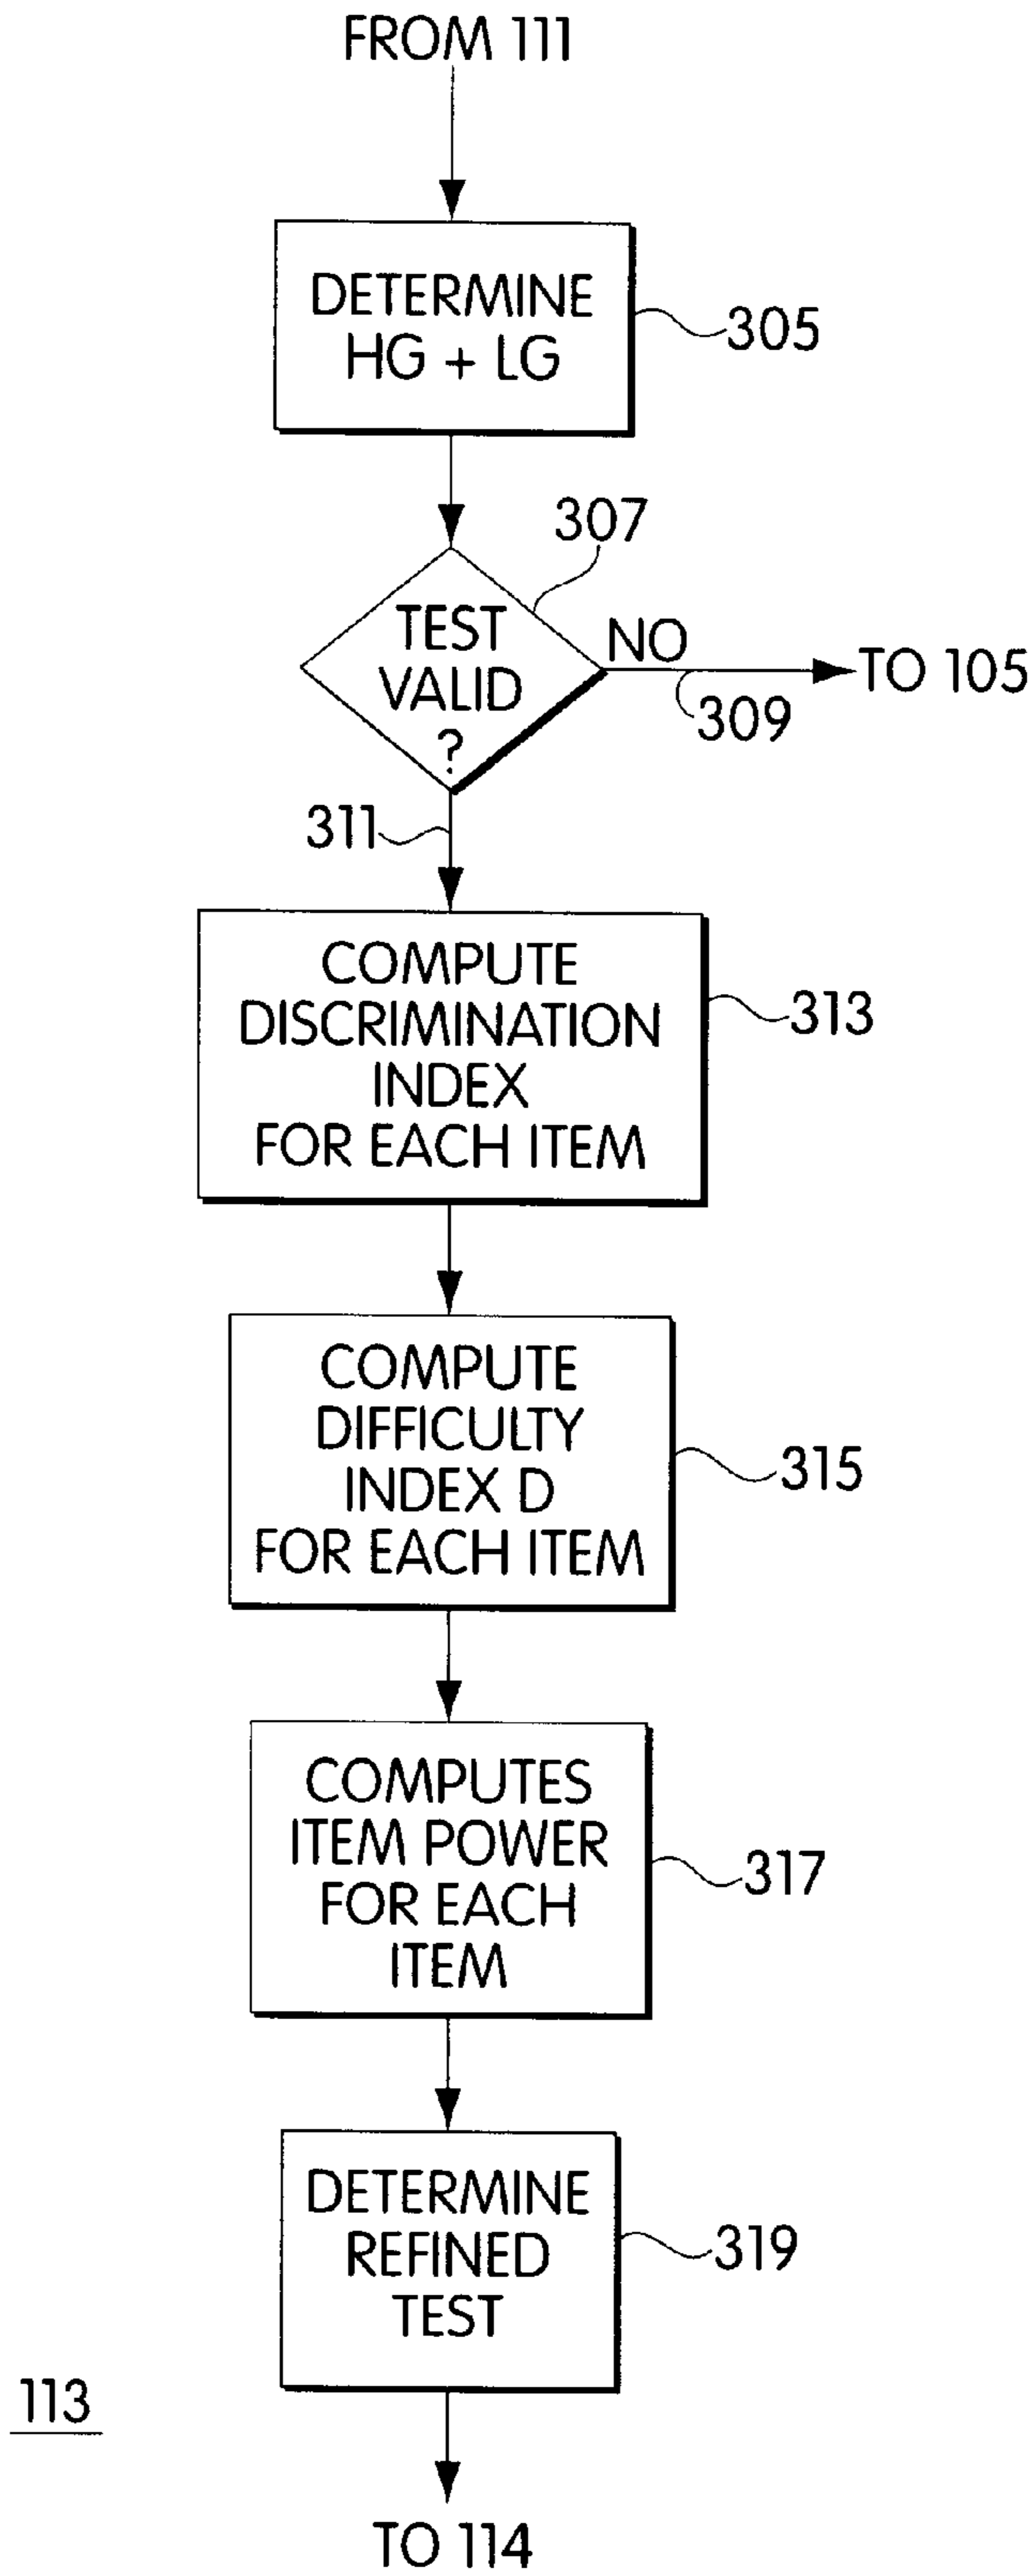 FROM 111
DETERMINE
HG + LG
305
307
TEST
VALID
?
NO
TO 105
309
311
COMPUTE
DISCRIMINATION
INDEX
FOR EACH ITEM
313
COMPUTE
DIFFICULTY
INDEX D
FOR EACH ITEM
315
COMPUTES
ITEM POWER
FOR EACH
ITEM
317
DETERMINE
REFINED
TEST
319
113
TO 114